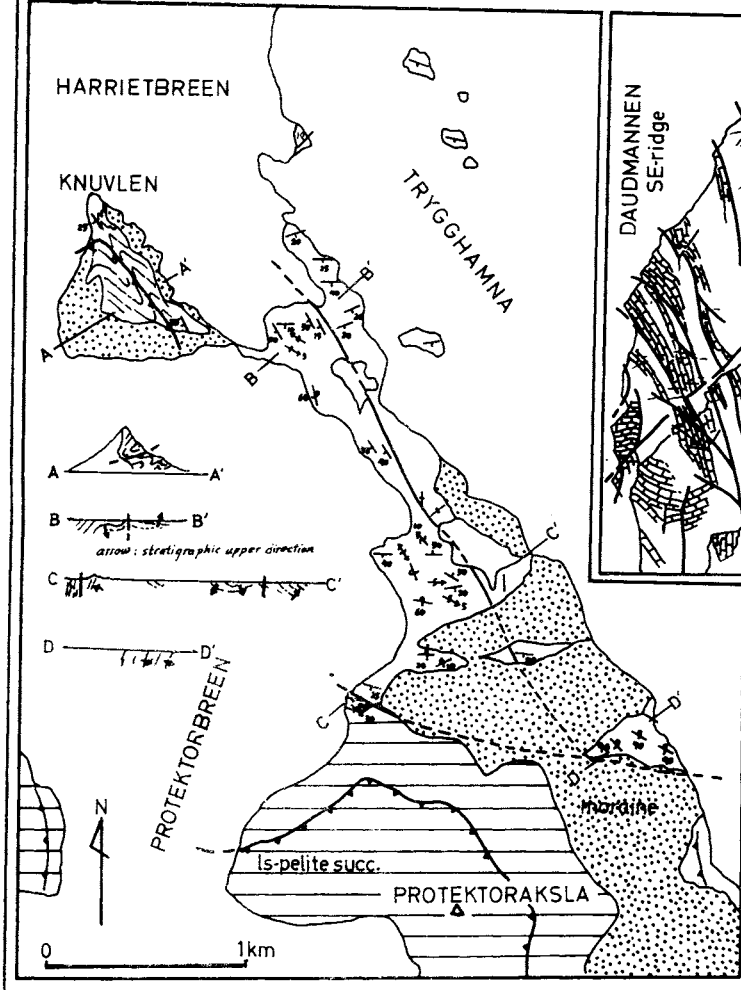 HARRIETBREEN
KNUVLEN
TRYGGHAMNA
DAUDMANNEN
SE-ridge
A
A'
B
B'
A
A'
B
B'
arrow: stratigraphic upper direction
C
C'
D
D'
C'
C
D'
D
PROTEKTORBREEN
N
moraine
ls-pelite succ.
PROTEKTORAKSLA
0
1km